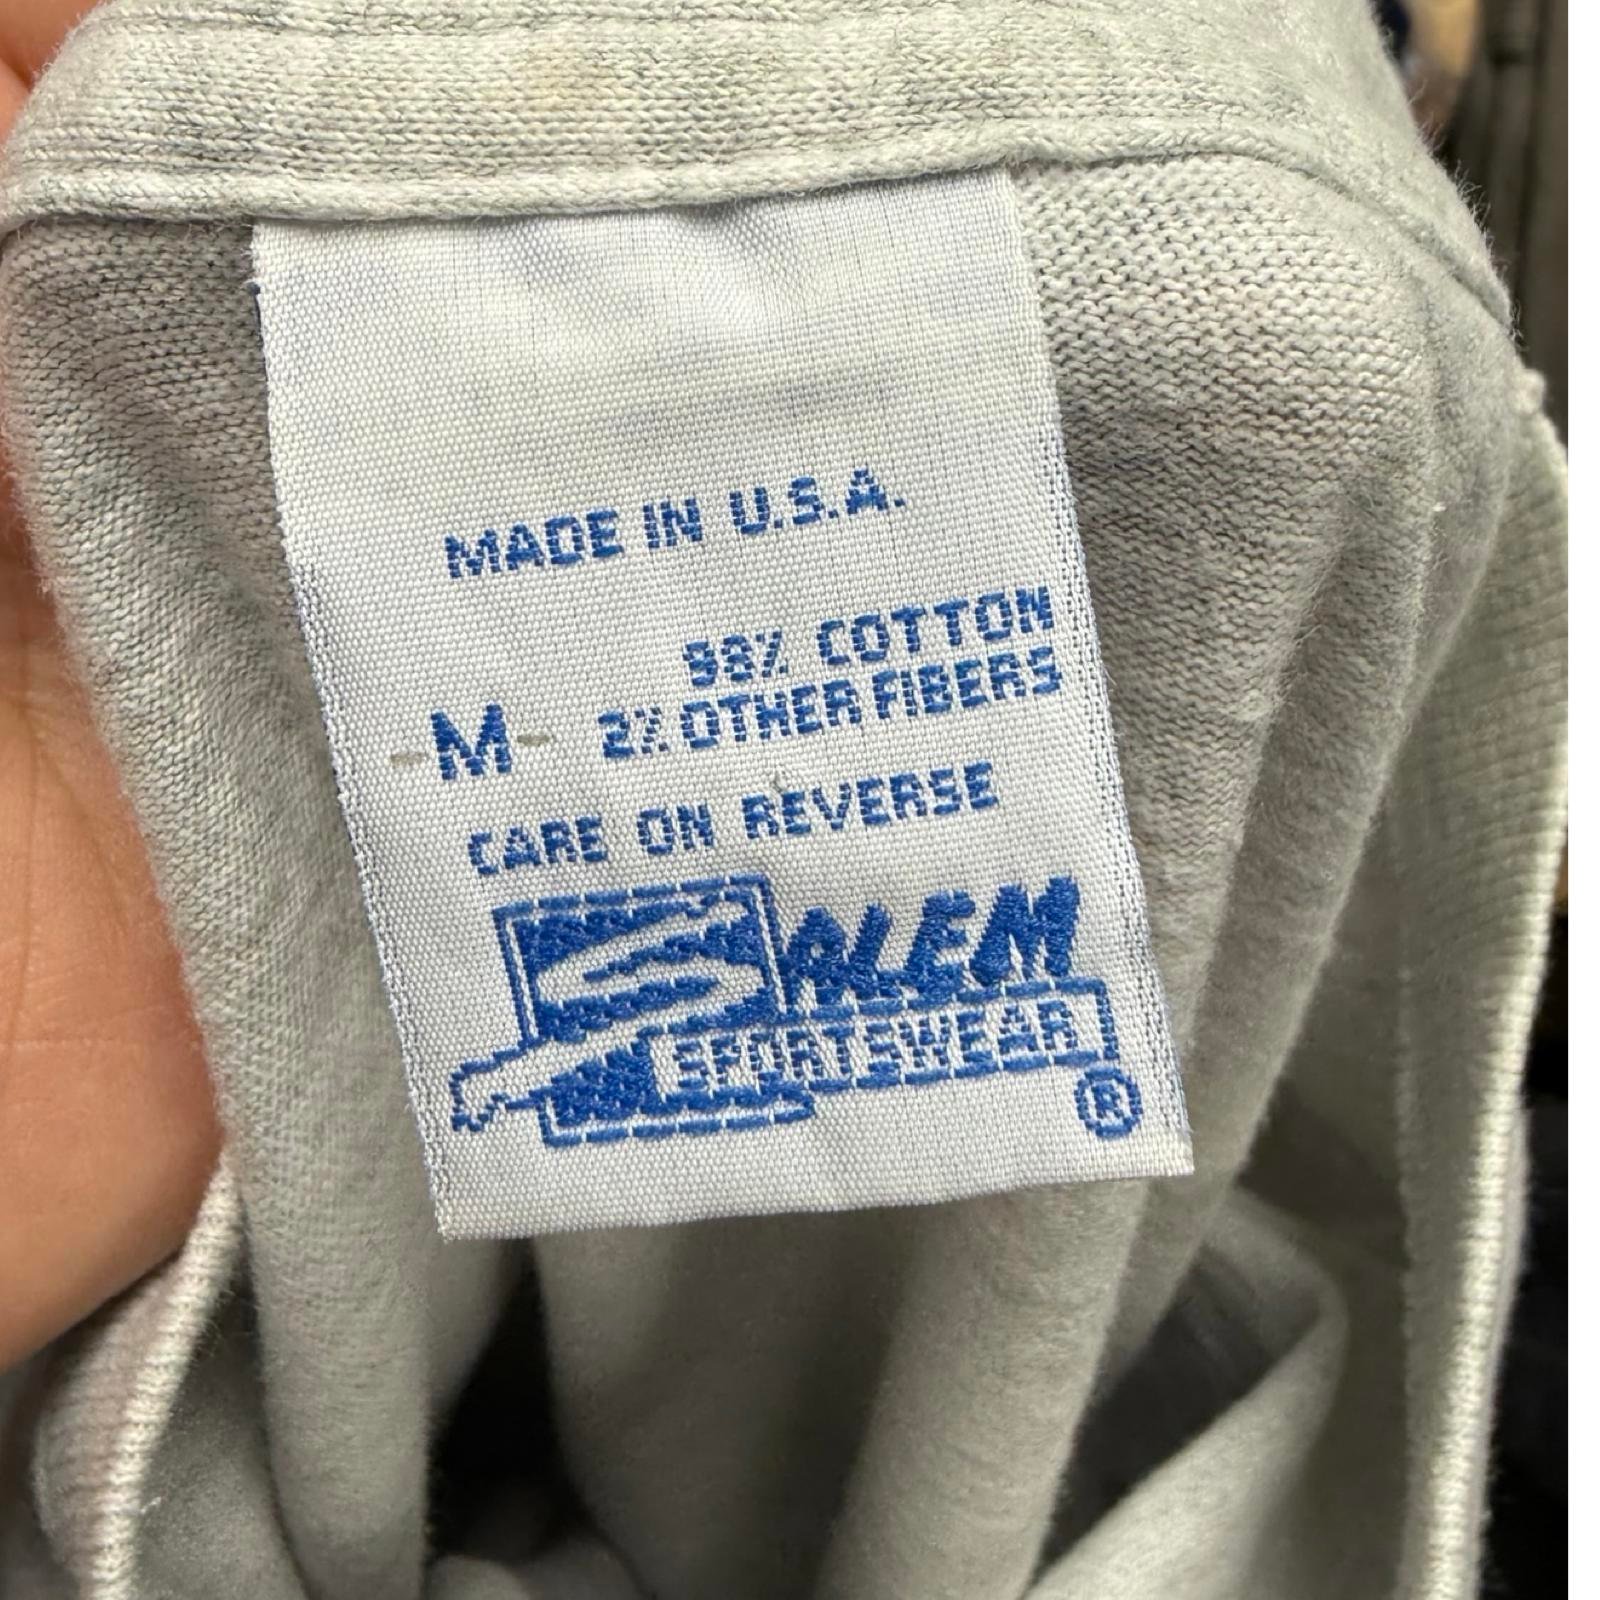 MADE IN U.S.A.
98% COTTON
-M- 2% OTHER FIBERS
CARE ON REVERSE
SALEM
SPORTSWEAR
®